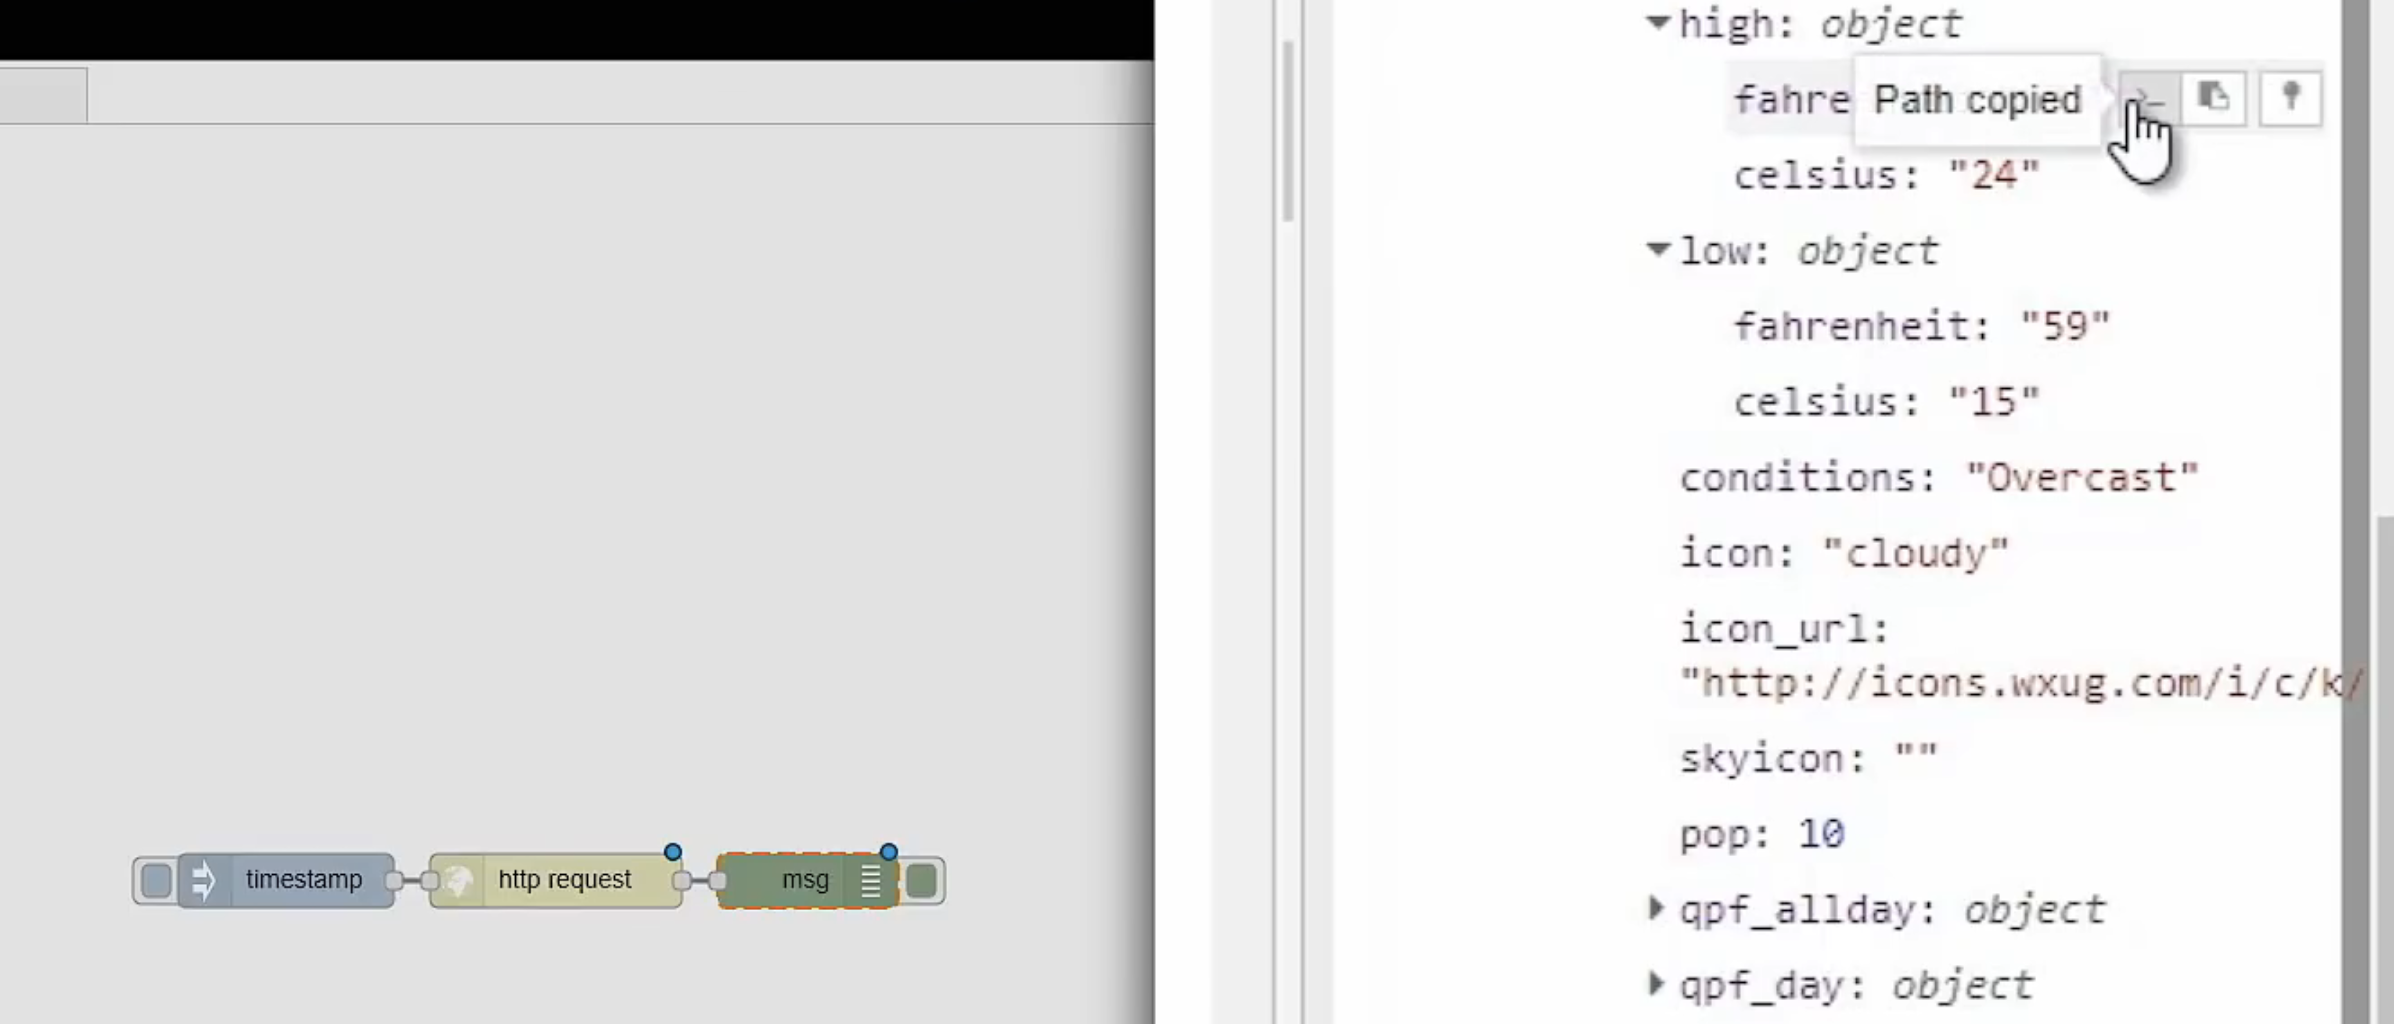 high: object
fahre
Path copied
celsius: "24"
low: object
fahrenheit: "59"
celsius: "15"
conditions: "Overcast"
icon: "cloudy"
icon_url:
"http://icons.wxug.com/i/c/k/
skyicon: ""
pop: 10
qpf_allday: object
qpf_day: object
timestamp
http request
msg